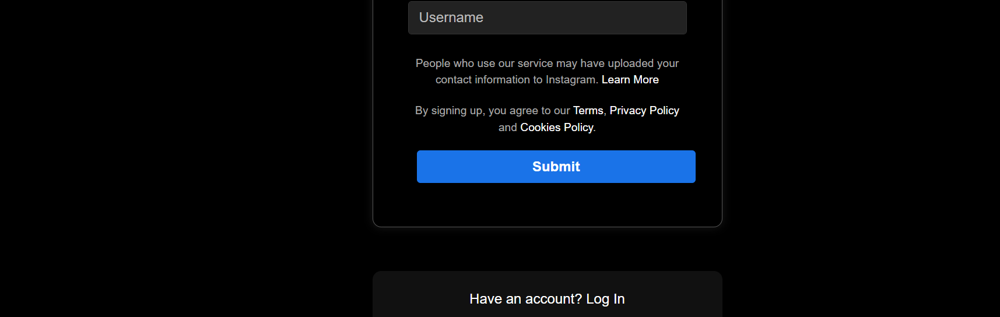 Username
People who use our service may have uploaded your
contact information to Instagram. Learn More
By signing up, you agree to our Terms, Privacy Policy
and Cookies Policy.
Submit
Have an account? Log In